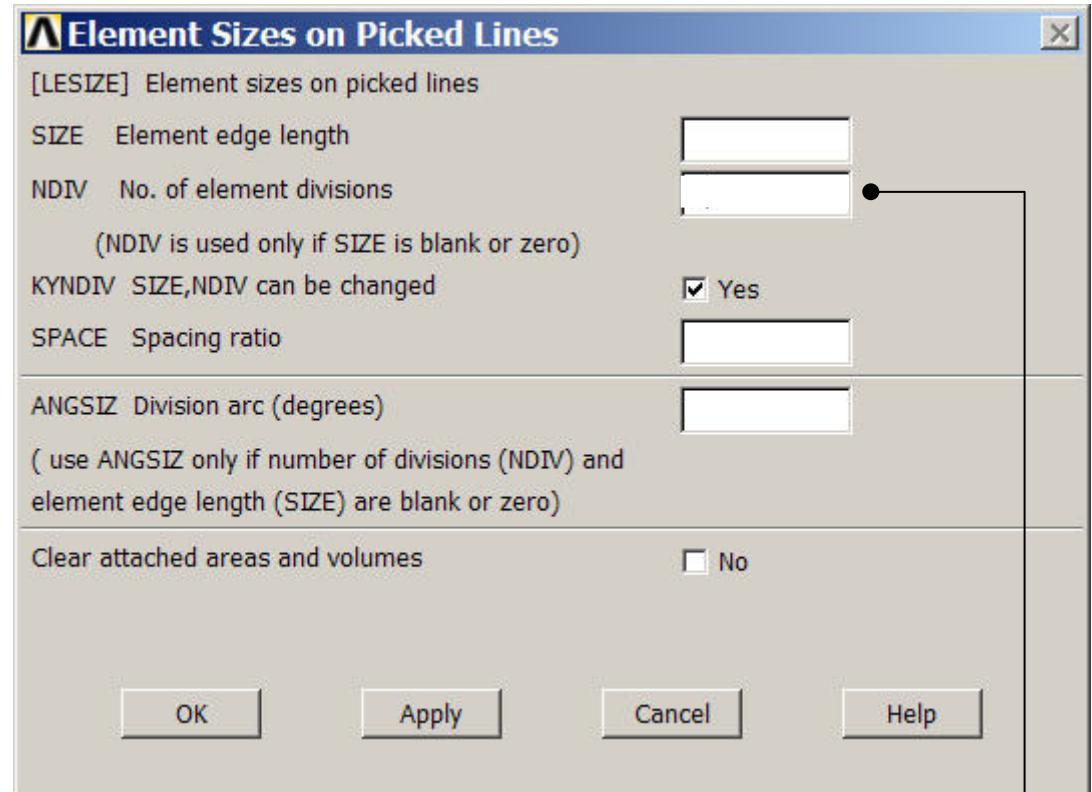 Element Sizes on Picked Lines
[LESIZE] Element sizes on picked lines
SIZE Element edge length
NDIV No. of element divisions
(NDIV is used only if SIZE is blank or zero)
KYNDIV SIZE,NDIV can be changed Yes
SPACE Spacing ratio
ANGSIZ Division arc (degrees)
( use ANGSIZ only if number of divisions (NDIV) and
element edge length (SIZE) are blank or zero)
Clear attached areas and volumes No
OK Apply Cancel Help